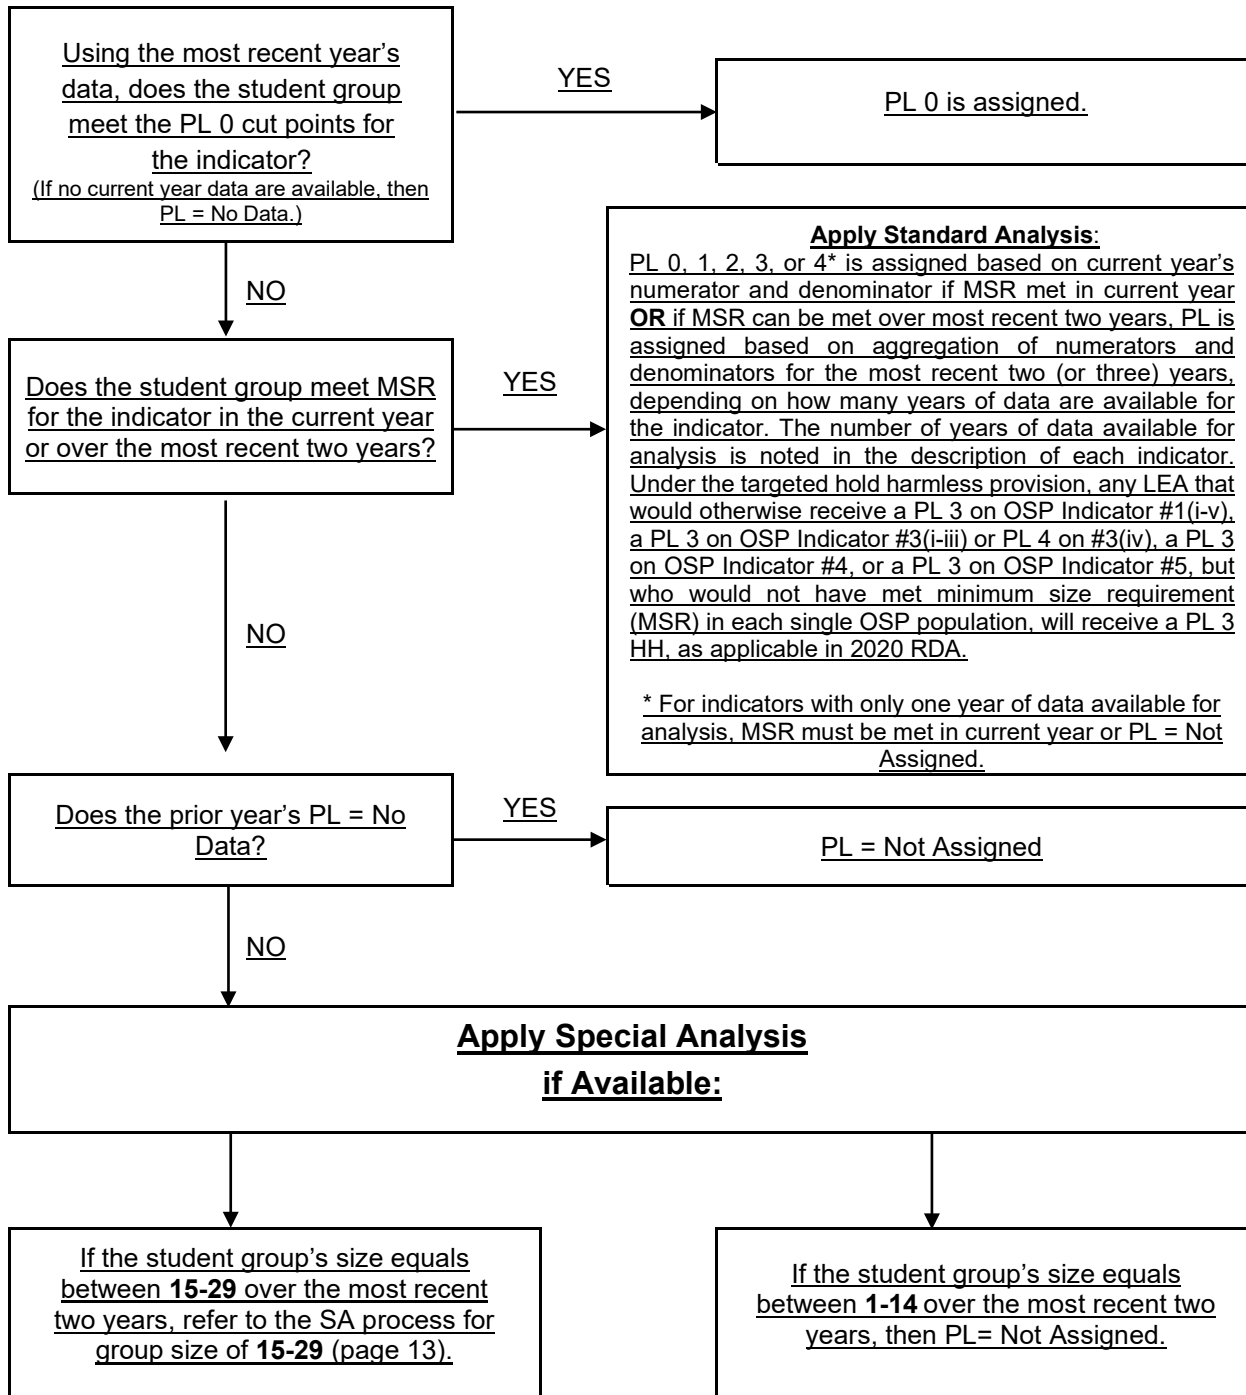 Using the most recent year’s
data, does the student group
meet the PL 0 cut points for
the indicator?
(If no current year data are available, then
PL = No Data.)
YES
PL 0 is assigned.
NO
Does the student group meet MSR
for the indicator in the current year
or over the most recent two years?
YES
Apply Standard Analysis:
PL 0, 1, 2, 3, or 4* is assigned based on current year’s
numerator and denominator if MSR met in current year
OR if MSR can be met over most recent two years, PL is
assigned based on aggregation of numerators and
denominators for the most recent two (or three) years,
depending on how many years of data are available for
the indicator. The number of years of data available for
analysis is noted in the description of each indicator.
Under the targeted hold harmless provision, any LEA that
would otherwise receive a PL 3 on OSP Indicator #1(i-v),
a PL 3 on OSP Indicator #3(i-iii) or PL 4 on #3(iv), a PL 3
on OSP Indicator #4, or a PL 3 on OSP Indicator #5, but
who would not have met minimum size requirement
(MSR) in each single OSP population, will receive a PL 3
HH, as applicable in 2020 RDA.
* For indicators with only one year of data available for
analysis, MSR must be met in current year or PL = Not
Assigned.
NO
Does the prior year’s PL = No
Data?
YES
PL = Not Assigned
NO
Apply Special Analysis
if Available:
If the student group’s size equals
between 15-29 over the most recent
two years, refer to the SA process for
group size of 15-29 (page 13).
If the student group’s size equals
between 1-14 over the most recent two
years, then PL= Not Assigned.